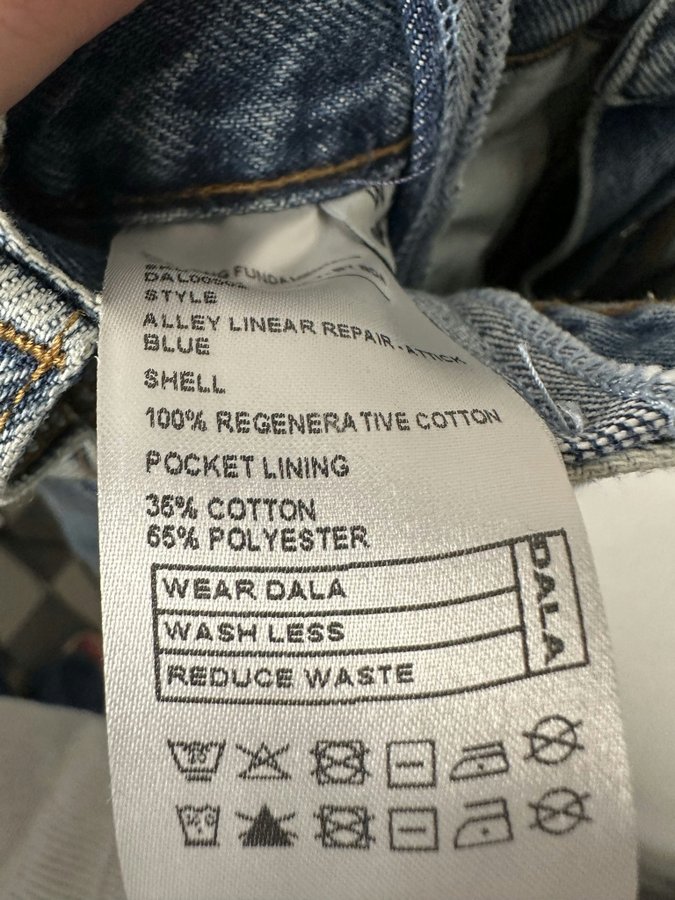 STYLE
ALLEY LINEAR REPAIR - ATTICK
BLUE
SHELL
100% REGENERATIVE COTTON
POCKET LINING
35% COTTON
65% POLYESTER
WEAR DALA
WASH LESS
REDUCE WASTE
DALA